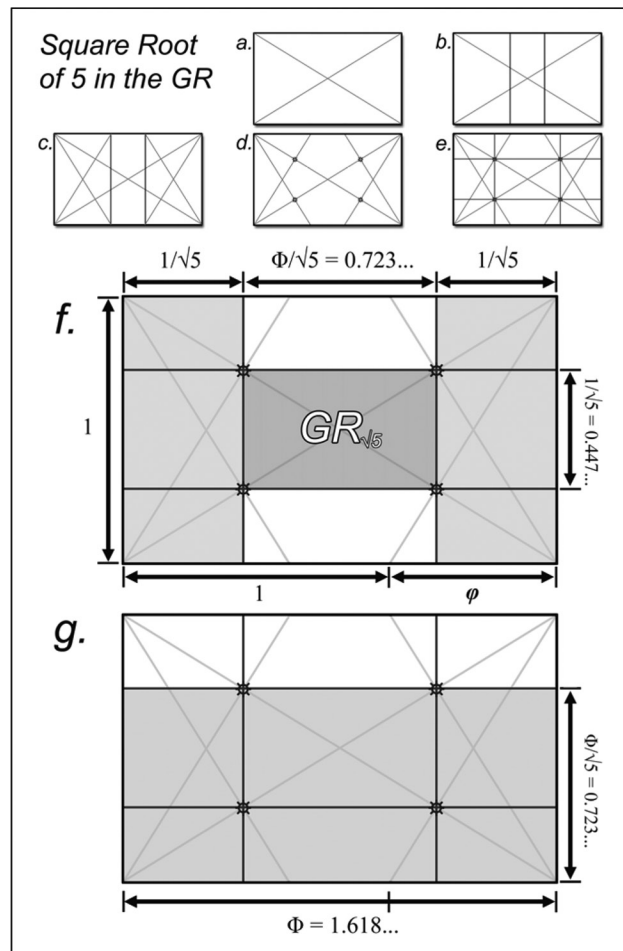 Square Root
of 5 in the GR
a.
b.
c.
d.
e.
1/√5
Φ/√5 = 0.723...
1/√5
f.
1
GR√5
1/√5 = 0.447...
1
φ
g.
Φ/√5 = 0.723...
Φ = 1.618...